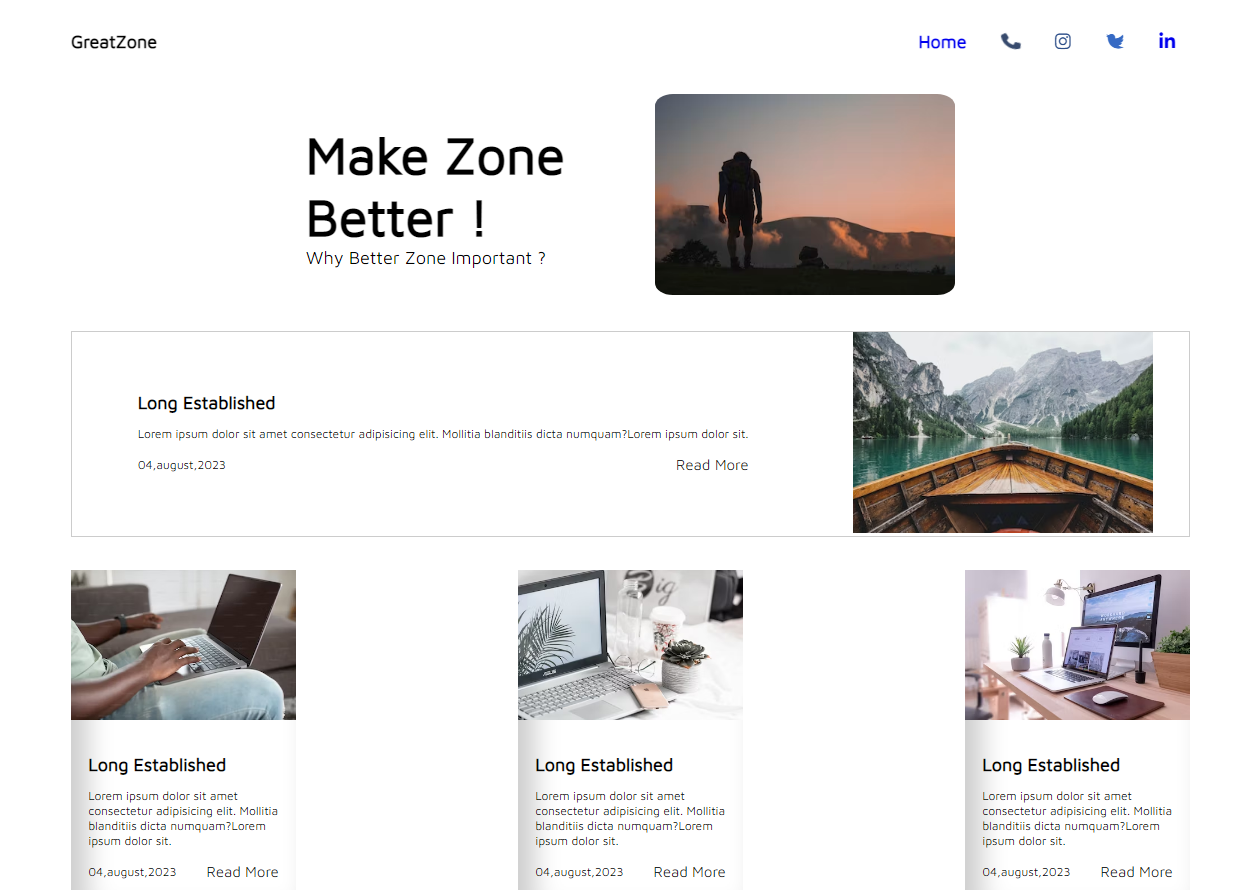 GreatZone
Home
Make Zone
Better !
Why Better Zone Important ?
Long Established
Lorem ipsum dolor sit amet consectetur adipisicing elit. Mollitia blanditiis dicta numquam?Lorem ipsum dolor sit.
04,august,2023 Read More
Long Established
Lorem ipsum dolor sit amet
consectetur adipisicing elit. Mollitia
blanditiis dicta numquam?Lorem
ipsum dolor sit.
04,august,2023 Read More
Long Established
Lorem ipsum dolor sit amet
consectetur adipisicing elit. Mollitia
blanditiis dicta numquam?Lorem
ipsum dolor sit.
04,august,2023 Read More
Long Established
Lorem ipsum dolor sit amet
consectetur adipisicing elit. Mollitia
blanditiis dicta numquam?Lorem
ipsum dolor sit.
04,august,2023 Read More